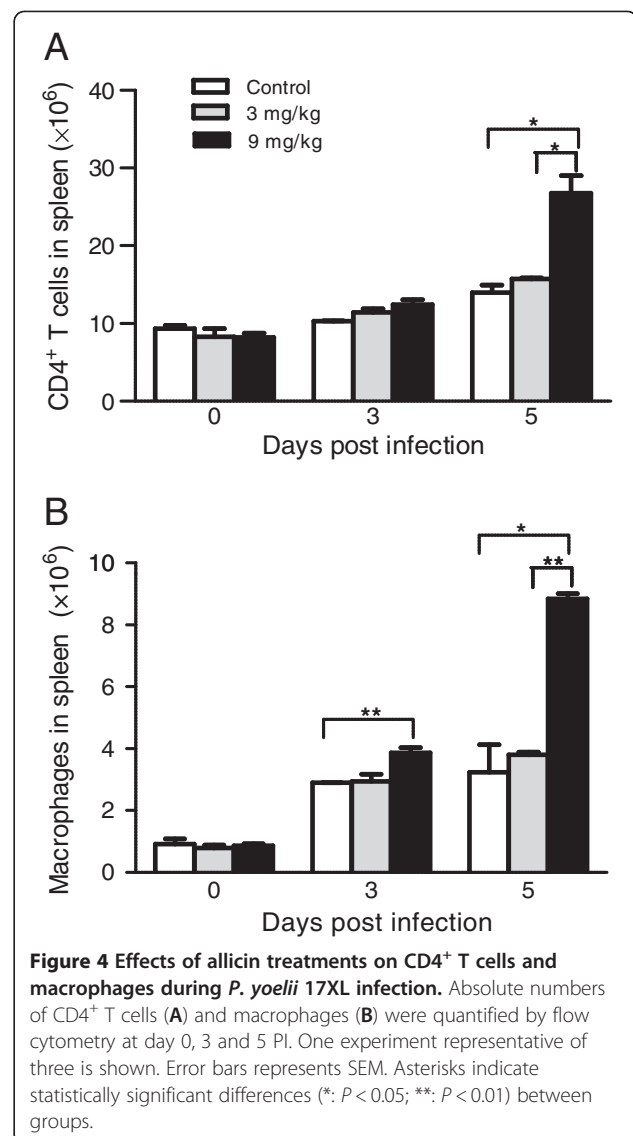 A
CD4⁺ T cells in spleen (×10⁶)
40
30
20
10
0
Control
3 mg/kg
9 mg/kg
*
*
0
3
5
Days post infection
B
Macrophages in spleen (×10⁶)
10
8
6
4
2
0
**
*
**
0
3
5
Days post infection
Figure 4 Effects of allicin treatments on CD4⁺ T cells and
macrophages during P. yoelii 17XL infection. Absolute numbers
of CD4⁺ T cells (A) and macrophages (B) were quantified by flow
cytometry at day 0, 3 and 5 PI. One experiment representative of
three is shown. Error bars represents SEM. Asterisks indicate
statistically significant differences (*: P < 0.05; **: P < 0.01) between
groups.